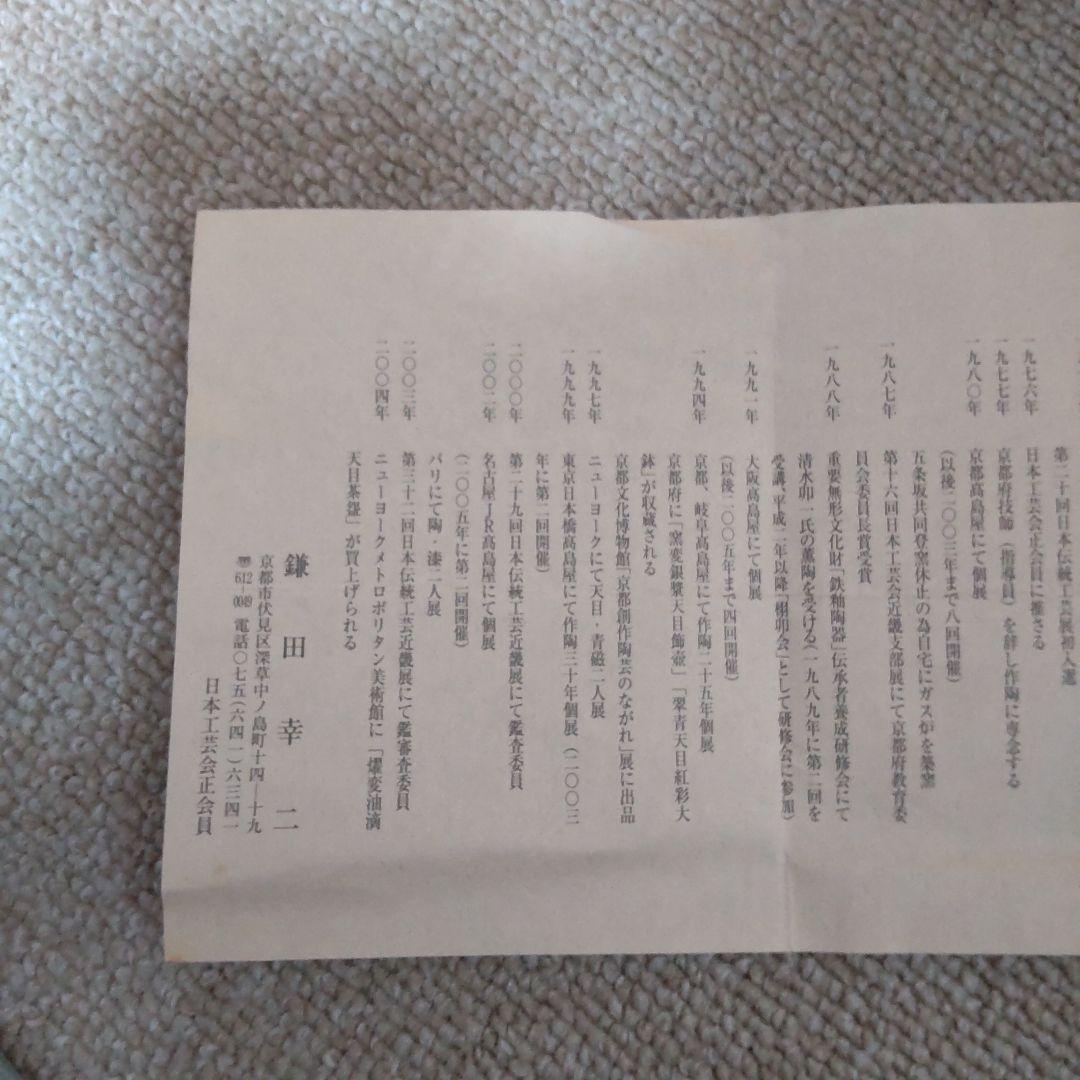 第二十回日本伝統工芸展初入選
一九七六年 日本工芸会正会員に推さる
一九七七年 京都府技師（指導員）を辞し作陶に専念する
一九八〇年 京都高島屋にて個展
（以後二〇〇三年まで八回開催）
五条坂共同登窯休止の為自宅にガス炉を築窯
一九八七年 第十六回日本工芸会近畿支部展にて京都府教育委
員会委員長賞受賞
一九八八年 重要無形文化財「鉄釉陶器」伝承者養成研修会にて
清水卯一氏の薫陶を受ける（一九八九年に第二回を
受講、平成二年以降「栩卯会」として研修会に参加）
一九九一年 大阪高島屋にて個展
（以後二〇〇五年まで四回開催）
一九九四年 京都、岐阜高島屋にて作陶二十五年個展
京都府に「窯変銀漿天目飾壺」「翠青天目紅彩大
鉢」が収蔵される
京都文化博物館「京都創作陶芸のながれ」展に出品
一九九七年 ニューヨークにて天目・青磁二人展
一九九九年 東京日本橋高島屋にて作陶三十年個展（二〇〇三
年に第二回開催）
二〇〇〇年 第二十九回日本伝統工芸近畿展にて鑑査委員
二〇〇二年 名古屋JR高島屋にて個展
（二〇〇五年に第二回開催）
パリにて陶・漆二人展
二〇〇三年 第三十二回日本伝統工芸近畿展にて鑑審査委員
二〇〇四年 ニューヨークメトロポリタン美術館に「燿変油滴
天目茶盌」が買上げられる
鎌田幸二
京都市伏見区深草中ノ島町十四―十九
〒612-0049 電話〇七五（六四一）六三四一
日本工芸会正会員